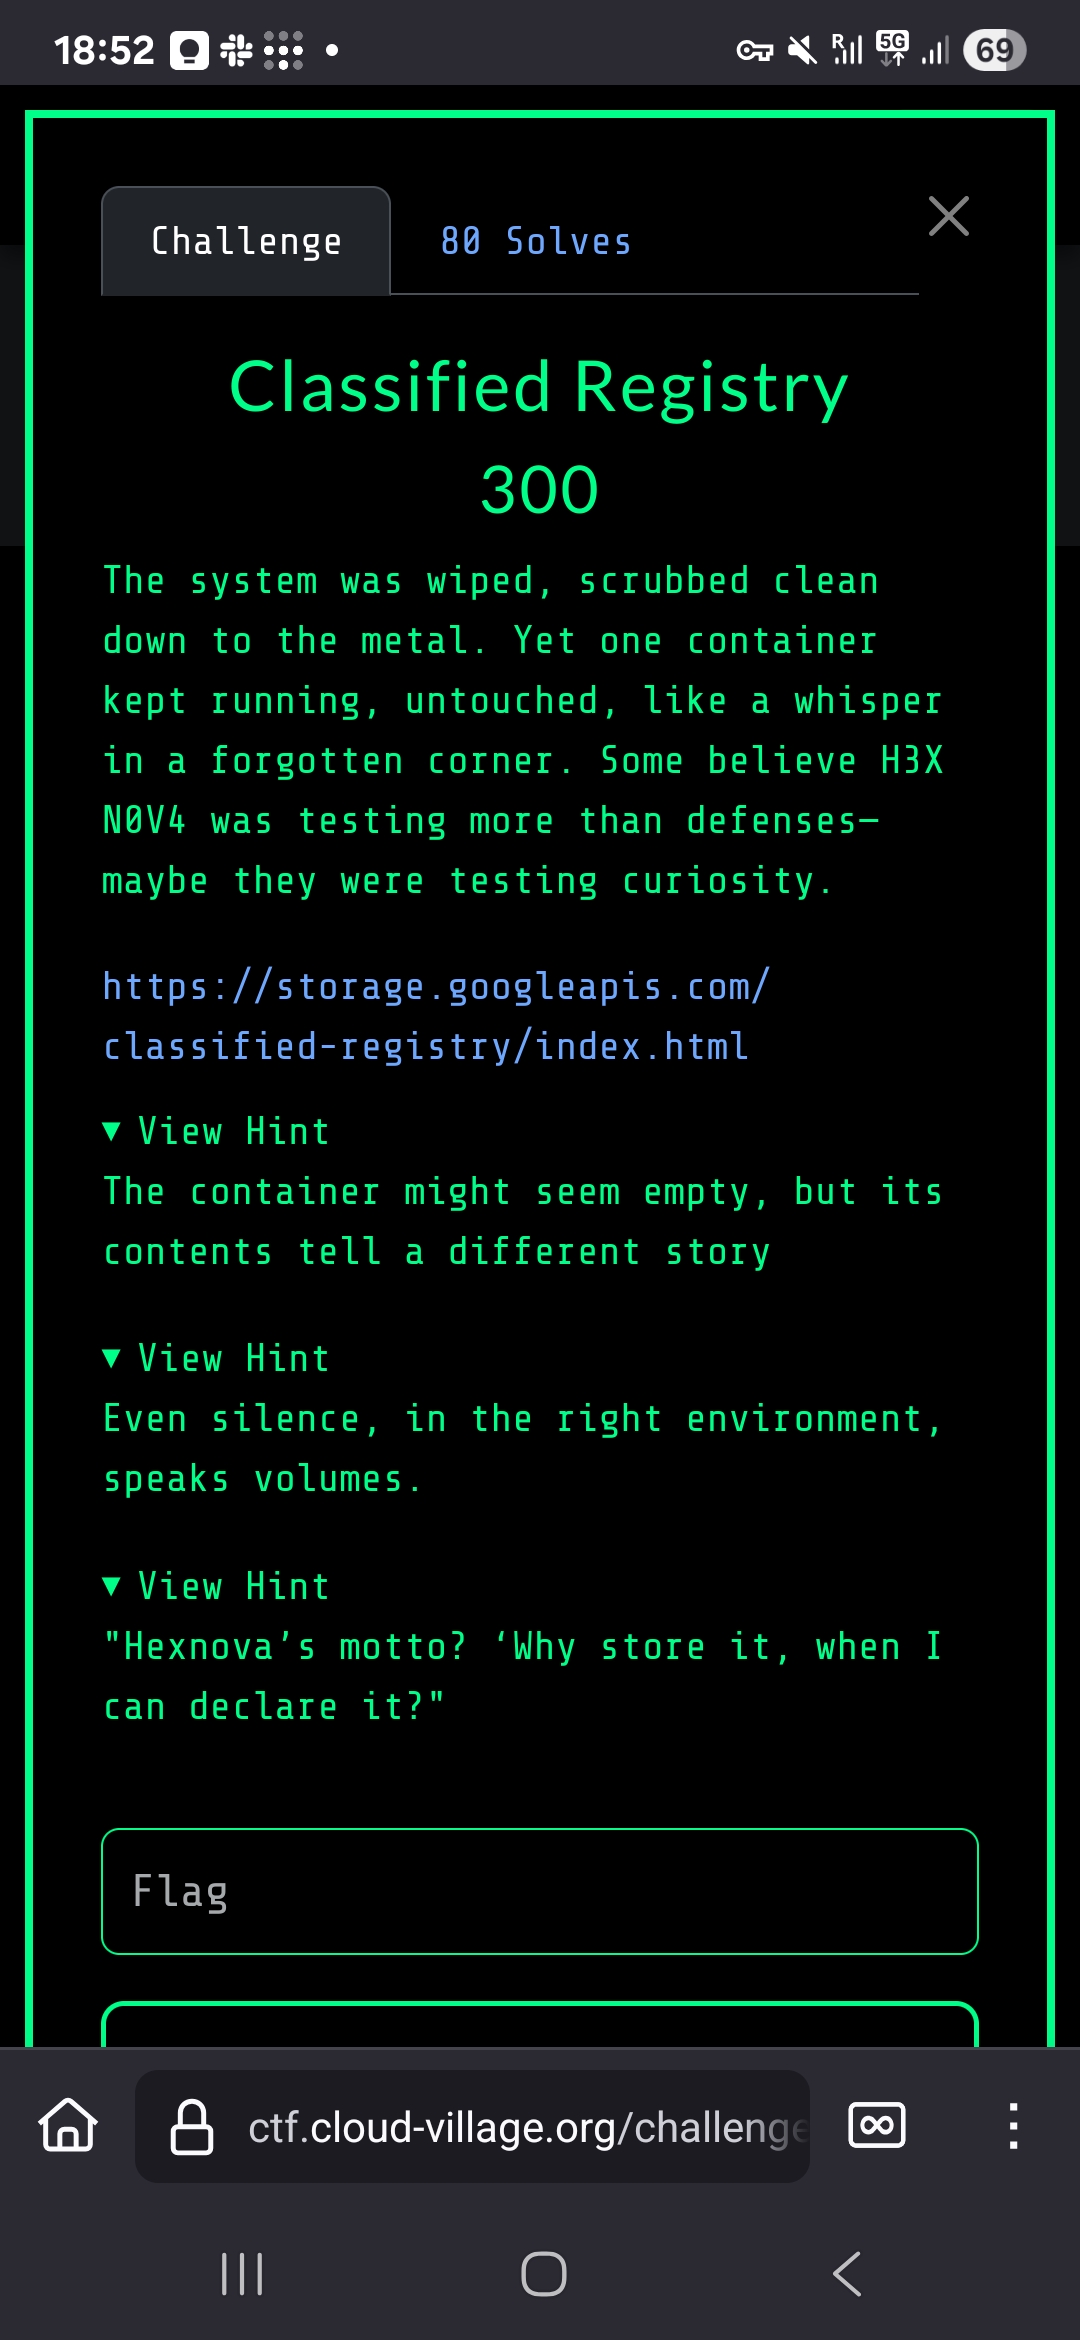 18:52
R
5G
69
Challenge
80 Solves
Classified Registry
300
The system was wiped, scrubbed clean
down to the metal. Yet one container
kept running, untouched, like a whisper
in a forgotten corner. Some believe H3X
N0V4 was testing more than defenses—
maybe they were testing curiosity.
https://storage.googleapis.com/
classified-registry/index.html
▼ View Hint
The container might seem empty, but its
contents tell a different story
▼ View Hint
Even silence, in the right environment,
speaks volumes.
▼ View Hint
"Hexnova’s motto? ‘Why store it, when I
can declare it?"
Flag
ctf.cloud-village.org/challenge